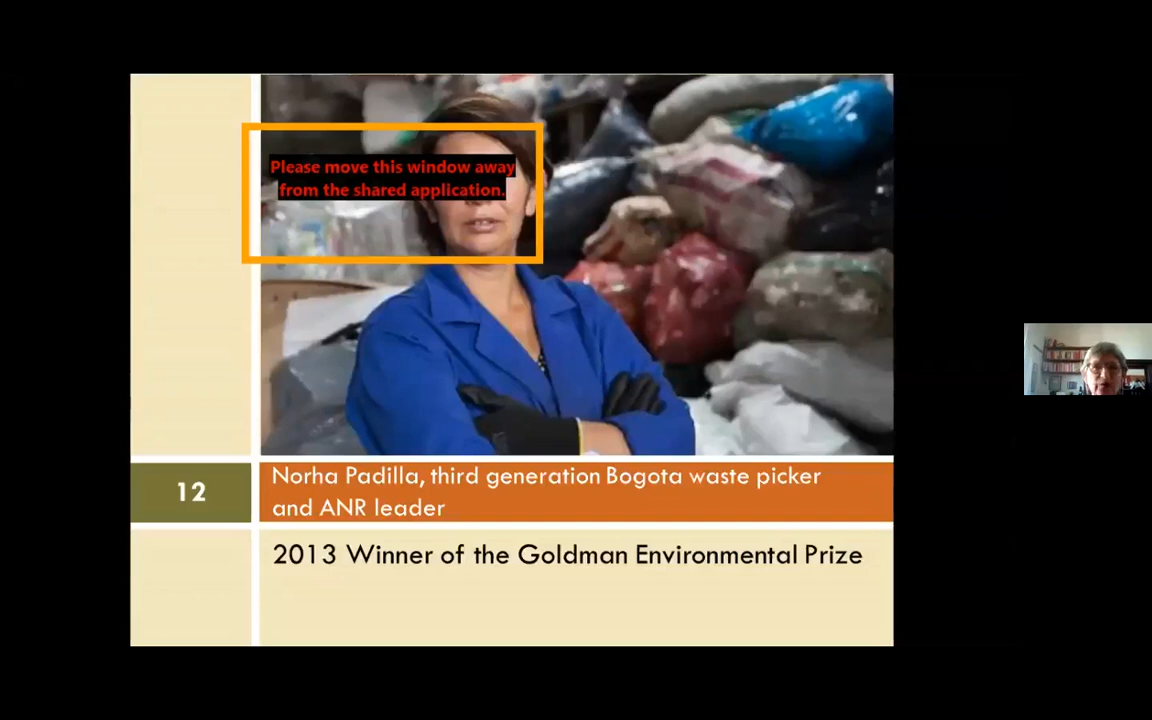 Please move this window away
from the shared application.
12
Norha Padilla, third generation Bogota waste picker
and ANR leader
2013 Winner of the Goldman Environmental Prize